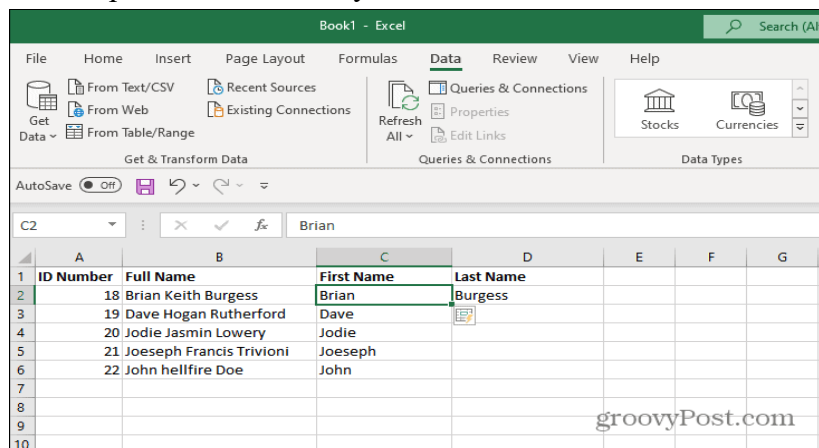 Book1 - Excel
Search (Al
File Home Insert Page Layout Formulas Data Review View Help
Get Data
From Text/CSV
From Web
From Table/Range
Recent Sources
Existing Connections
Get & Transform Data
Refresh All
Queries & Connections
Properties
Edit Links
Queries & Connections
Stocks
Currencies
Data Types
AutoSave Off
C2 fx Brian
A B C D E F G
1 ID Number Full Name First Name Last Name
2 18 Brian Keith Burgess Brian Burgess
3 19 Dave Hogan Rutherford Dave
4 20 Jodie Jasmin Lowery Jodie
5 21 Joeseph Francis Trivioni Joeseph
6 22 John hellfire Doe John
7
8
9
10
groovyPost.com